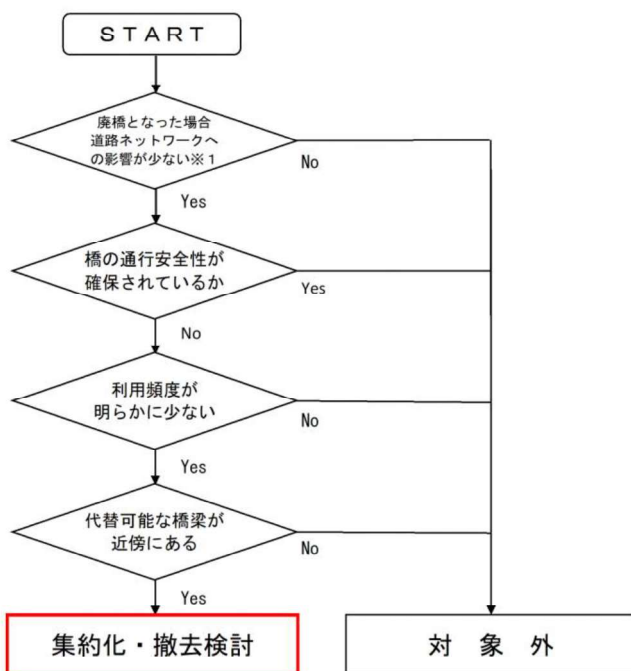 START
廃橋となった場合
道路ネットワークへ
の影響が少ない※1
No
Yes
橋の通行安全性が
確保されているか
Yes
No
利用頻度が
明らかに少ない
No
Yes
代替可能な橋梁が
近傍にある
No
Yes
集約化・撤去検討
対象外